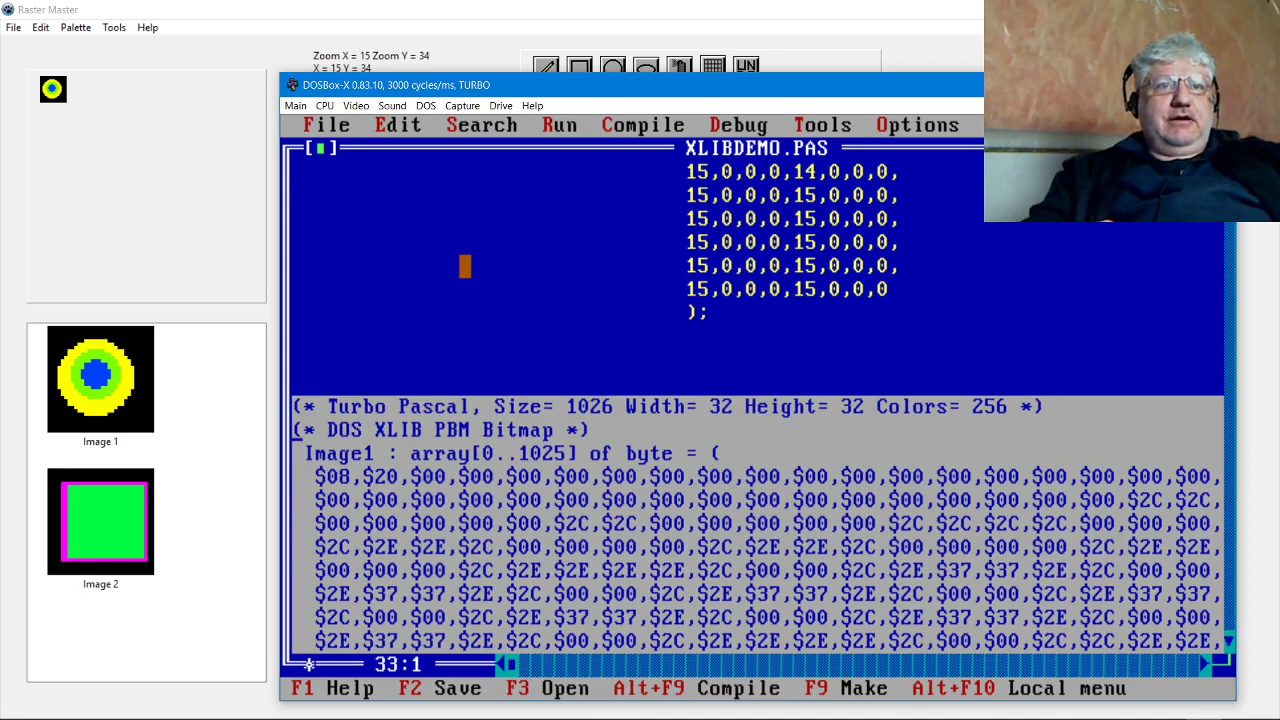 Raster Master
File Edit Palette Tools Help
Zoom X = 15 Zoom Y = 34
X = 15 Y = 34
DOSBox-X 0.83.10, 3000 cycles/ms, TURBO
Main CPU Video Sound DOS Capture Drive Help
File Edit Search Run Compile Debug Tools Options
XLIBDEMO.PAS
15,0,0,0,14,0,0,0,
15,0,0,0,15,0,0,0,
15,0,0,0,15,0,0,0,
15,0,0,0,15,0,0,0,
15,0,0,0,15,0,0,0,
15,0,0,0,15,0,0,0
);
(* Turbo Pascal, Size= 1026 Width= 32 Height= 32 Colors= 256 *)
(* DOS XLIB PBM Bitmap *)
Image1 : array[0..1025] of byte = (
$08,$20,$00,$00,$00,$00,$00,$00,$00,$00,$00,$00,$00,$00,$00,$00,$00,$00,$00,
$00,$00,$00,$00,$00,$00,$00,$00,$00,$00,$00,$00,$00,$00,$00,$00,$00,$2C,$2C,
$00,$00,$00,$00,$2C,$2C,$00,$00,$00,$00,$00,$2C,$2C,$2C,$2C,$00,$00,
$2C,$2E,$2E,$2C,$00,$00,$00,$2C,$2E,$2E,$2C,$00,$00,$00,$2C,$2E,$2E,
$00,$00,$00,$2C,$2E,$2E,$2E,$2E,$2C,$00,$00,$2C,$2E,$37,$37,$2E,$2C,$00,$00,
$2E,$37,$37,$2E,$2C,$00,$00,$2C,$2E,$37,$37,$2E,$2C,$00,$00,$2C,$2E,$37,$37,
$2C,$00,$00,$2C,$2E,$37,$37,$2E,$2C,$00,$00,$2C,$2E,$37,$37,$2E,$2C,$00,$00,
$2E,$37,$37,$2E,$2C,$00,$00,$2C,$2E,$2E,$2E,$2E,$2C,$00,$00,$2C,$2C,$2E,$2E,
33:1
F1 Help F2 Save F3 Open Alt+F9 Compile F9 Make Alt+F10 Local menu
Image 1
Image 2